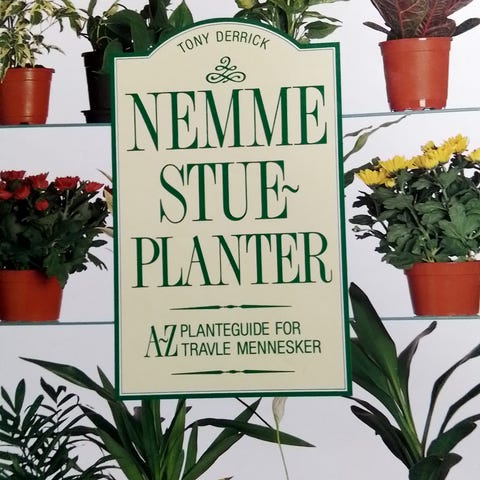 TONY DERRICK
NEMME
STUE~
PLANTER
A-Z PLANTEGUIDE FOR
TRAVLE MENNESKER